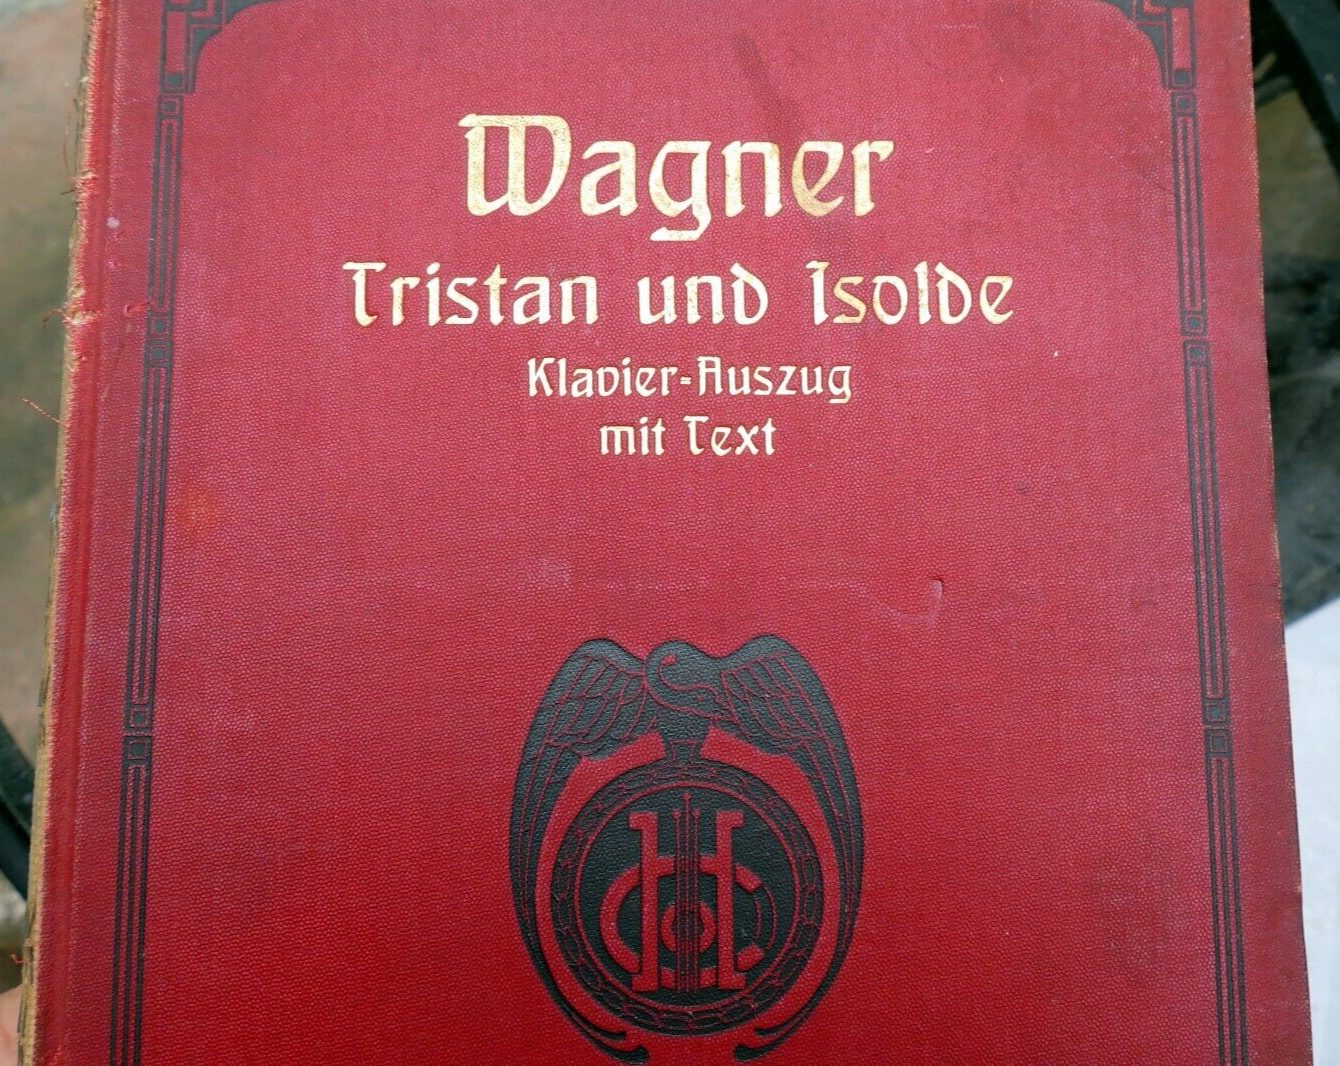 Wagner
Tristan und Isolde
Klavier-Auszug
mit Text